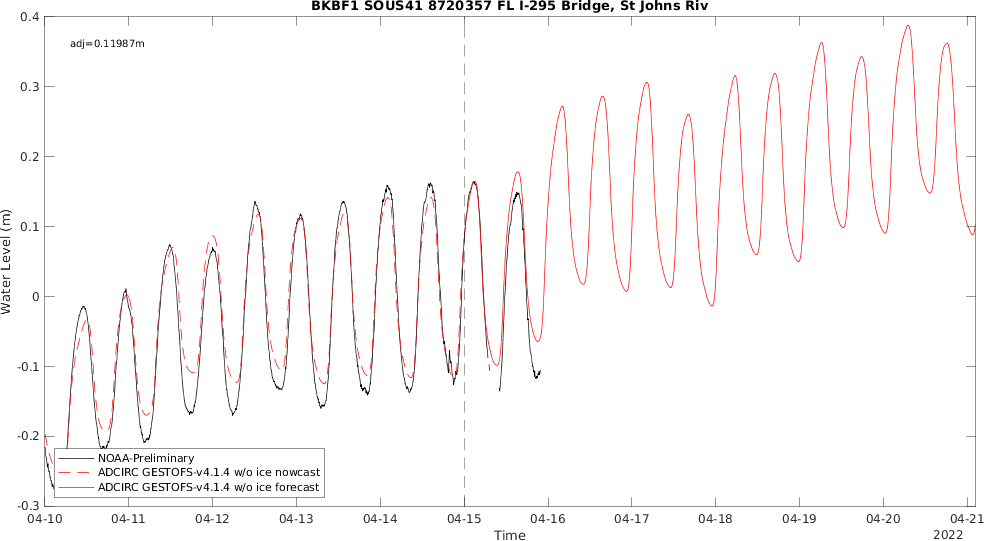 BKBF1 SOUS41 8720357 FL I-295 Bridge, St Johns Riv
adj=0.11987m
0.4
0.3
0.2
0.1
0
-0.1
-0.2
-0.3
Water Level (m)
NOAA-Preliminary
ADCIRC GESTOFS-v4.1.4 w/o ice nowcast
ADCIRC GESTOFS-v4.1.4 w/o ice forecast
04-10 04-11 04-12 04-13 04-14 04-15 04-16 04-17 04-18 04-19 04-20 04-21
Time
2022